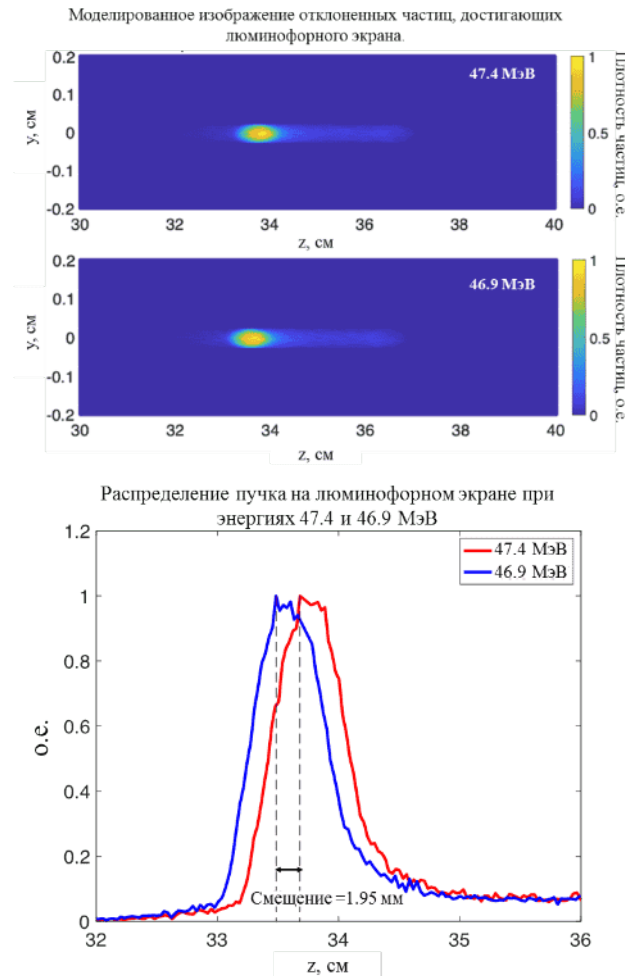 Моделированное изображение отклоненных частиц, достигающих
люминофорного экрана.
47.4 МэВ
0.2
0.1
0
-0.1
-0.2
y, см
30
32
34
36
38
40
z, см
1
0.5
0
Плотность частиц, о.е.
46.9 МэВ
0.2
0.1
0
-0.1
-0.2
y, см
30
32
34
36
38
40
z, см
1
0.5
0
Плотность частиц, о.е.
Распределение пучка на люминофорном экране при
энергиях 47.4 и 46.9 МэВ
47.4 МэВ
46.9 МэВ
1.2
1
0.8
0.6
0.4
0.2
0
о.е.
Смещение =1.95 мм
32
33
34
35
36
z, см